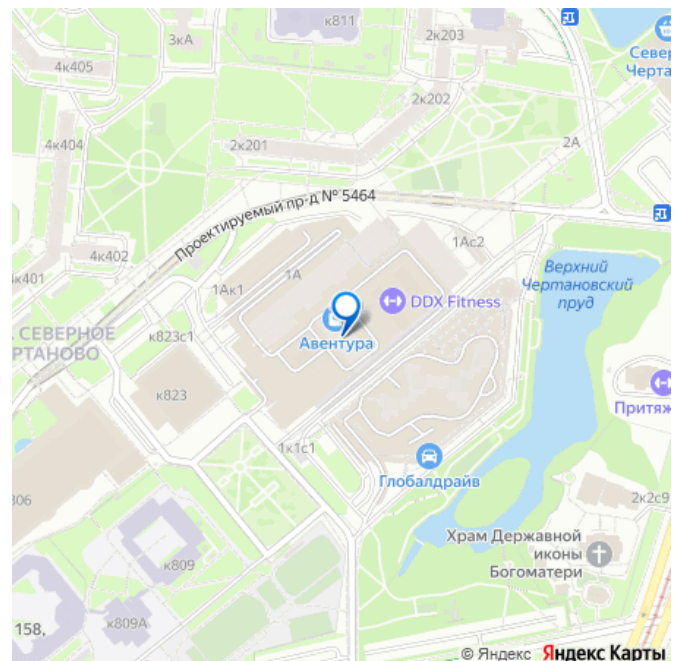 к811
3кА
2к203
Север
Черта
4к405
2к202
4к404
2к201
2А
Проектируемый пр-д № 5464
4к402
1Ас2
к401
1А
Верхний
Чертановский
пруд
1Ак1
DDX Fitness
СЕВЕРНОЕ
РТАНОВО
к823с1
Авентура
к823
Притяж
1к1с1
Глобалдрайв
306
2к2с9
Храм Державной
иконы
Богоматери
к809
к809А
158,
© Яндекс Яндекс Карты